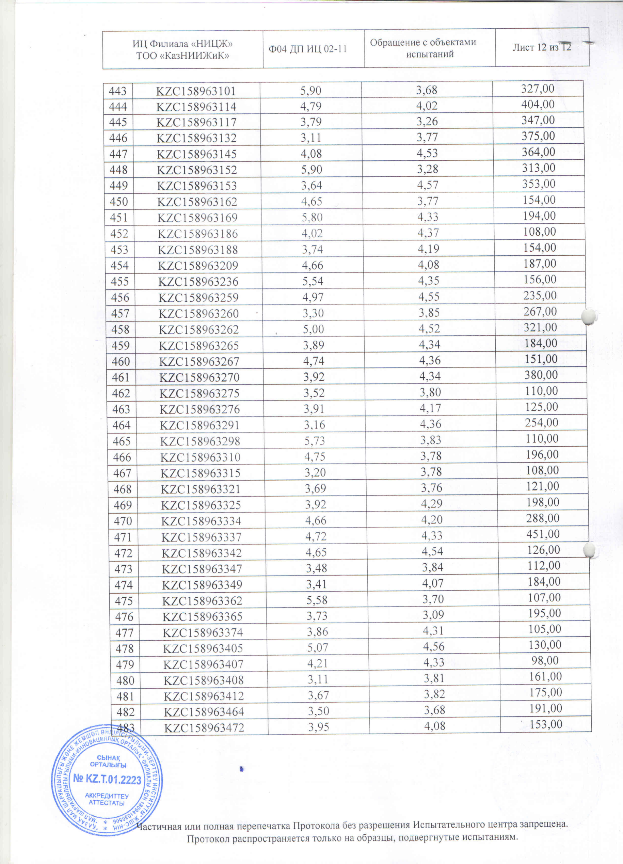 ИЦ Филиала «НИЦЖ»
ТОО «КазНИИЖиК»
Ф04 ДП ИЦ 02-11
Обращение с объектами
испытаний
Лист 12 из 12
443 KZC158963101 5,90 3,68 327,00
444 KZC158963114 4,79 4,02 404,00
445 KZC158963117 3,79 3,26 347,00
446 KZC158963132 3,11 3,77 375,00
447 KZC158963145 4,08 4,53 364,00
448 KZC158963152 5,90 3,28 313,00
449 KZC158963153 3,64 4,57 353,00
450 KZC158963162 4,65 3,77 154,00
451 KZC158963169 5,80 4,33 194,00
452 KZC158963186 4,02 4,37 108,00
453 KZC158963188 3,74 4,19 154,00
454 KZC158963209 4,66 4,08 187,00
455 KZC158963236 5,54 4,35 156,00
456 KZC158963259 4,97 4,55 235,00
457 KZC158963260 3,30 3,85 267,00
458 KZC158963262 5,00 4,52 321,00
459 KZC158963265 3,89 4,34 184,00
460 KZC158963267 4,74 4,36 151,00
461 KZC158963270 3,92 4,34 380,00
462 KZC158963275 3,52 3,80 110,00
463 KZC158963276 3,91 4,17 125,00
464 KZC158963291 3,16 4,36 254,00
465 KZC158963298 5,73 3,83 110,00
466 KZC158963310 4,75 3,78 196,00
467 KZC158963315 3,20 3,78 108,00
468 KZC158963321 3,69 3,76 121,00
469 KZC158963325 3,92 4,29 198,00
470 KZC158963334 4,66 4,20 288,00
471 KZC158963337 4,72 4,33 451,00
472 KZC158963342 4,65 4,54 126,00
473 KZC158963347 3,48 3,84 112,00
474 KZC158963349 3,41 4,07 184,00
475 KZC158963362 5,58 3,70 107,00
476 KZC158963365 3,73 3,09 195,00
477 KZC158963374 3,86 4,31 105,00
478 KZC158963405 5,07 4,56 130,00
479 KZC158963407 4,21 4,33 98,00
480 KZC158963408 3,11 3,81 161,00
481 KZC158963412 3,67 3,82 175,00
482 KZC158963464 3,50 3,68 191,00
483 KZC158963472 3,95 4,08 153,00
СЫНАҚ
ОРТАЛЫҒЫ
№ KZ.T.01.2223
АККРЕДИТТЕУ
АТТЕСТАТЫ
Частичная или полная перепечатка Протокола без разрешения Испытательного центра запрещена.
Протокол распространяется только на образцы, подвергнутые испытаниям.